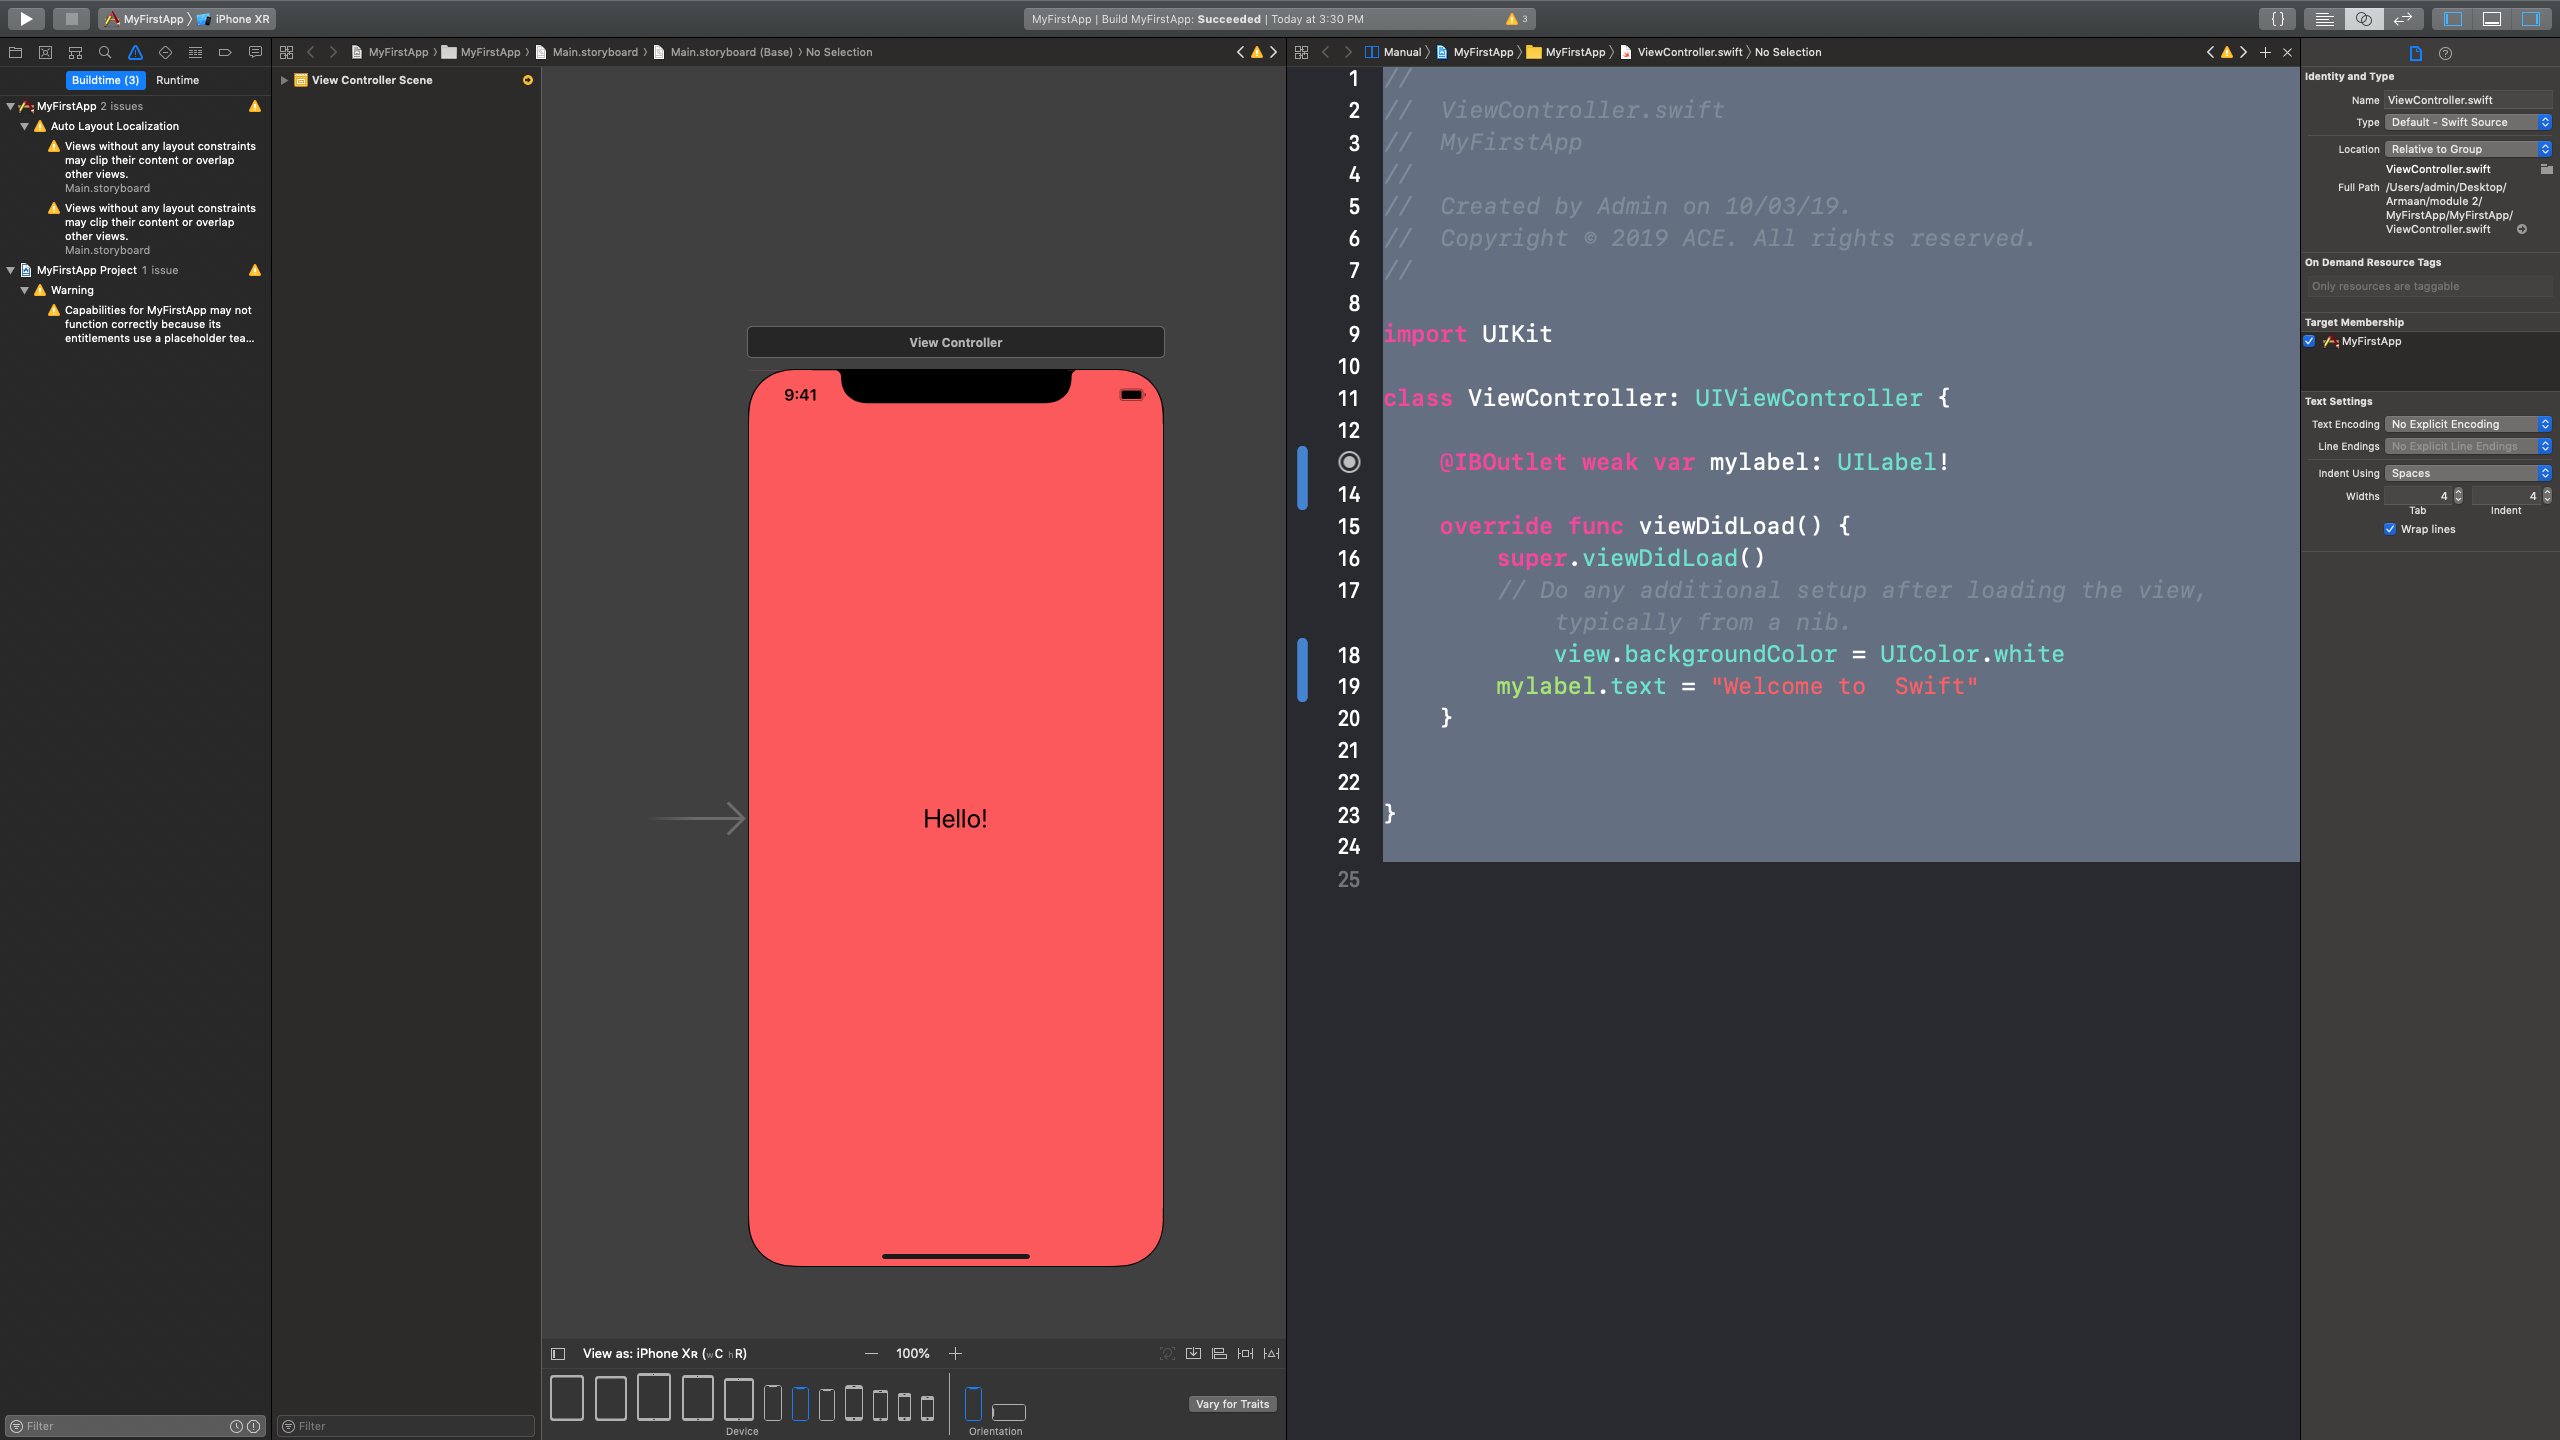 MyFirstApp 〉 iPhone XR
MyFirstApp | Build MyFirstApp: Succeeded | Today at 3:30 PM
3
{ }
MyFirstApp 〉 MyFirstApp 〉 Main.storyboard 〉 Main.storyboard (Base) 〉 No Selection
Manual 〉 MyFirstApp 〉 MyFirstApp 〉 ViewController.swift 〉 No Selection
Buildtime (3)
Runtime
MyFirstApp 2 issues
Auto Layout Localization
Views without any layout constraints
may clip their content or overlap
other views.
Main.storyboard
Views without any layout constraints
may clip their content or overlap
other views.
Main.storyboard
MyFirstApp Project 1 issue
Warning
Capabilities for MyFirstApp may not
function correctly because its
entitlements use a placeholder tea...
Filter
View Controller Scene
Filter
View Controller
9:41
Hello!
View as: iPhone XR (wC hR)
100%
Device
Orientation
Vary for Traits
1 //
2 //  ViewController.swift
3 //  MyFirstApp
4 //
5 //  Created by Admin on 10/03/19.
6 //  Copyright © 2019 ACE. All rights reserved.
7 //
8
9 import UIKit
10
11 class ViewController: UIViewController {
12
@IBOutlet weak var mylabel: UILabel!
14
15 override func viewDidLoad() {
16 super.viewDidLoad()
17 // Do any additional setup after loading the view,
typically from a nib.
18 view.backgroundColor = UIColor.white
19 mylabel.text = "Welcome to  Swift"
20 }
21
22
23 }
24
25
Identity and Type
Name ViewController.swift
Type Default - Swift Source
Location Relative to Group
ViewController.swift
Full Path /Users/admin/Desktop/
Armaan/module 2/
MyFirstApp/MyFirstApp/
ViewController.swift
On Demand Resource Tags
Only resources are taggable
Target Membership
MyFirstApp
Text Settings
Text Encoding No Explicit Encoding
Line Endings No Explicit Line Endings
Indent Using Spaces
Widths 4 4
Tab Indent
Wrap lines